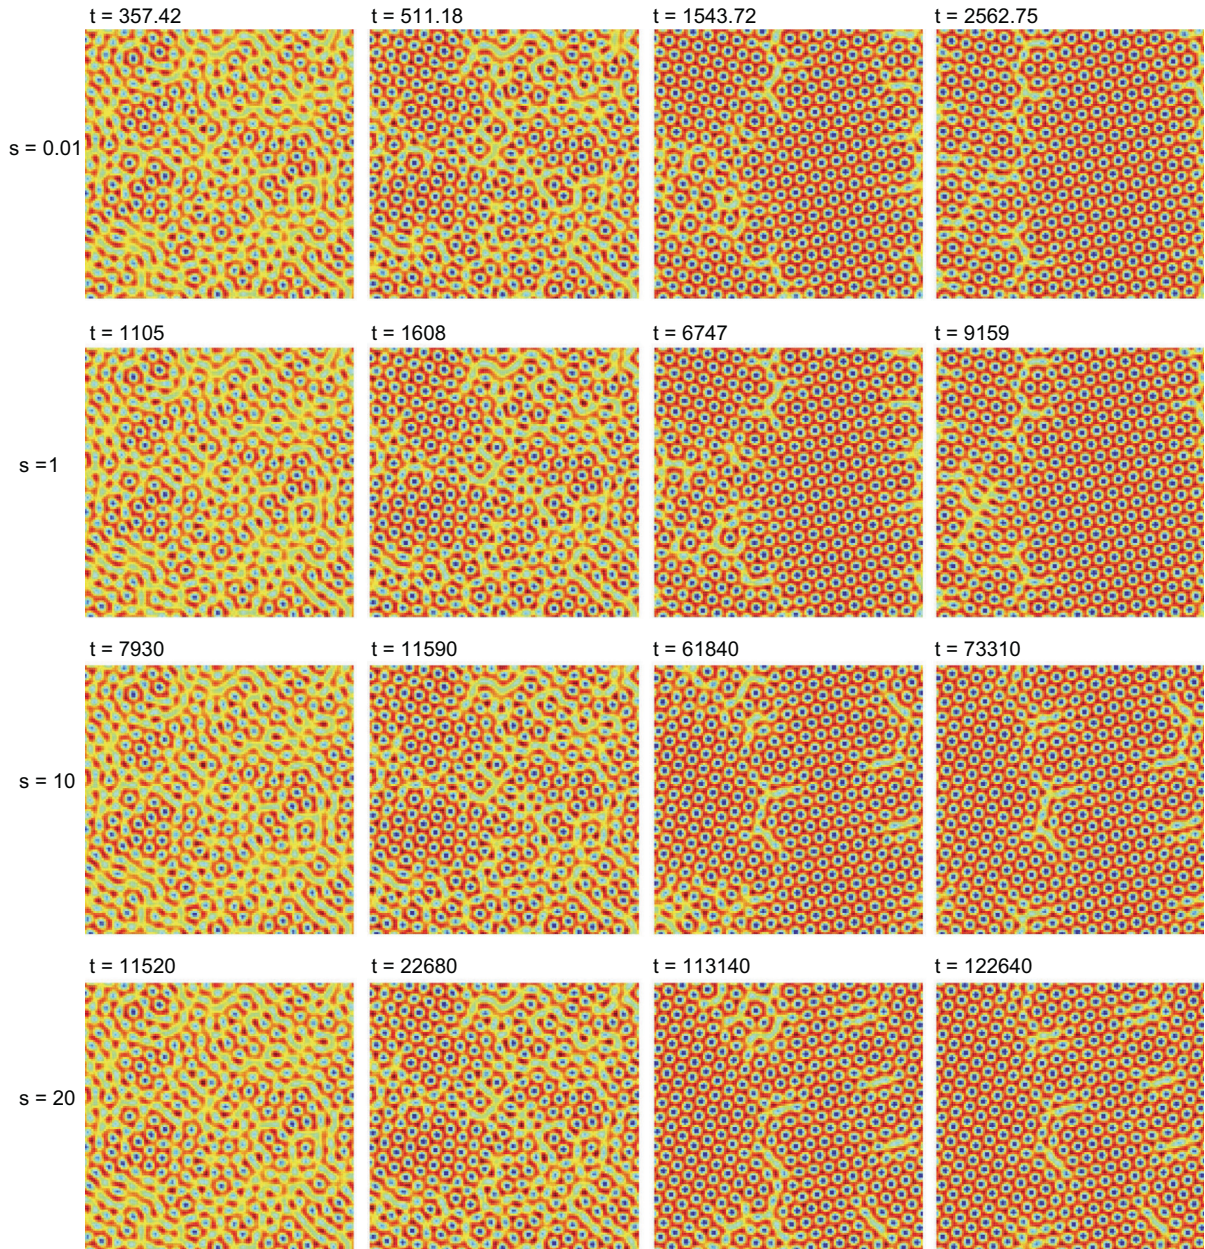 t = 357.42
t = 511.18
t = 1543.72
t = 2562.75
s = 0.01
t = 1105
t = 1608
t = 6747
t = 9159
s =1
t = 7930
t = 11590
t = 61840
t = 73310
s = 10
t = 11520
t = 22680
t = 113140
t = 122640
s = 20